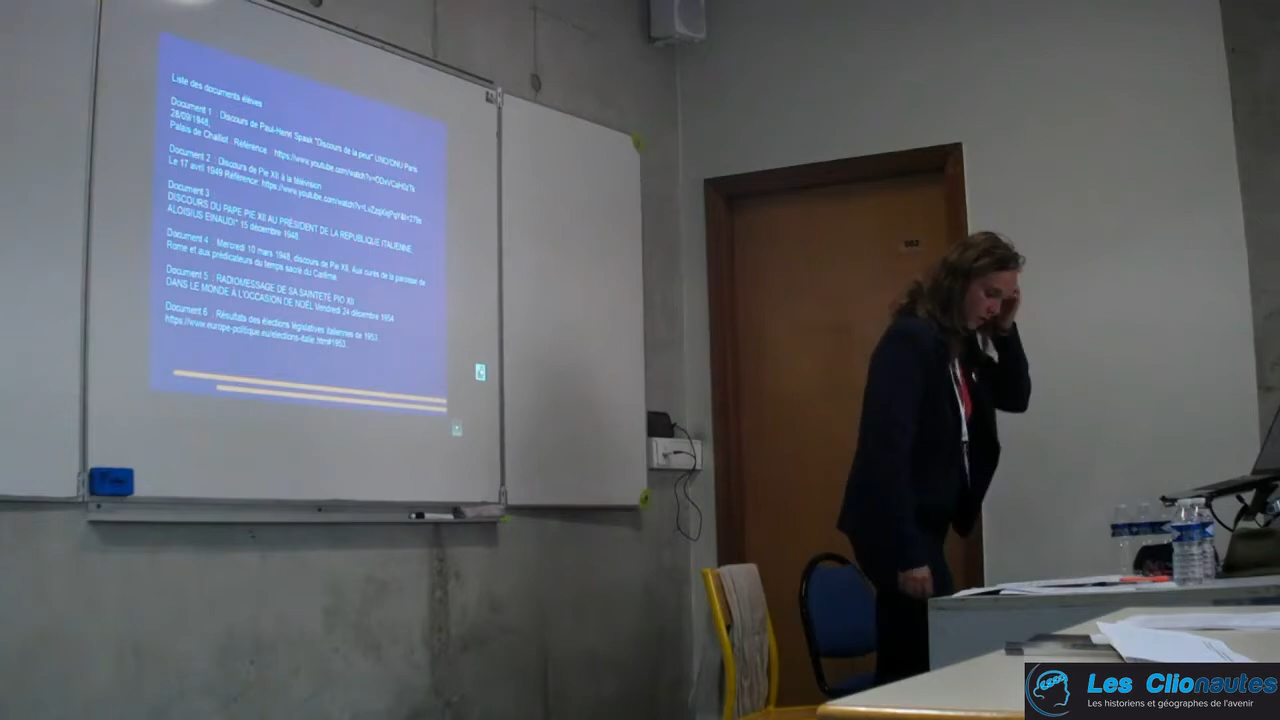 Liste des documents élèves
Document 1 : Discours de Paul-Henri Spaak "Discours de la peur" UNO/ONU Paris
28/09/1948,
Palais de Chaillot : Référence : https://www.youtube.com/watch?v=
Document 2 : Discours de Pie XII à la télévision
Le 17 avril 1949 Référence: https://www.youtube.com/watch?v=
Document 3
DISCOURS DU PAPE PIE XII AU PRÉSIDENT DE LA REPUBLIQUE ITALIENNE,
ALOISIUS EINAUDI* 15 décembre 1948.
Document 4 : Mercredi 10 mars 1948, discours de Pie XII, Aux curés de la paroisse de
Rome et aux prédicateurs du temps sacré du Carême.
Document 5 : RADIOMESSAGE DE SA SAINTETÉ PIO XII
DANS LE MONDE À L'OCCASION DE NOËL Vendredi 24 décembre 1954
Document 6 : Résultats des élections législatives italiennes de 1953.
https://www.europe-politique.eu/elections-italie.htm#1953
002
Les Clionautes
Les historiens et géographes de l'avenir